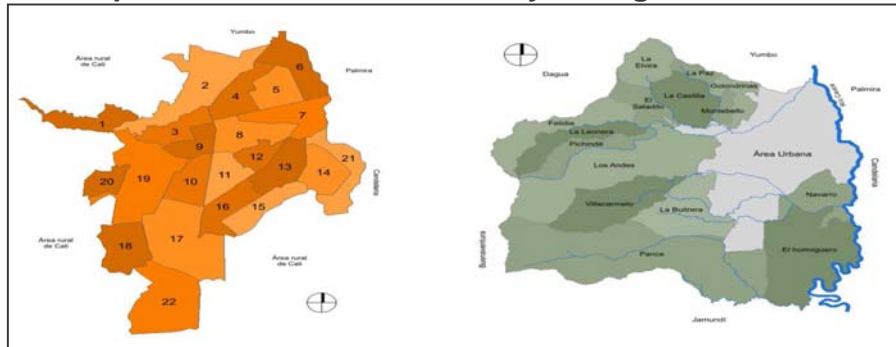 Yumbo
Área rural
de Cali
Palmira
6
2
5
4
7
1
3
8
9
12
13
21
14
20
19
10
11
16
15
Candelaria
18
17
Área rural
de Cali
Área rural
de Cali
22
La
Elvira
Yumbo
Dagua
La Paz
Golondrinas
Palmira
El
Saladito
La Castilla
Montebello
Felidia
La Leonera
Pichindé
Área Urbana
Los Andes
Candelaria
Villacarmelo
Navarro
La Buitrera
El hormiguero
Pance
Buenaventura
Jamundí